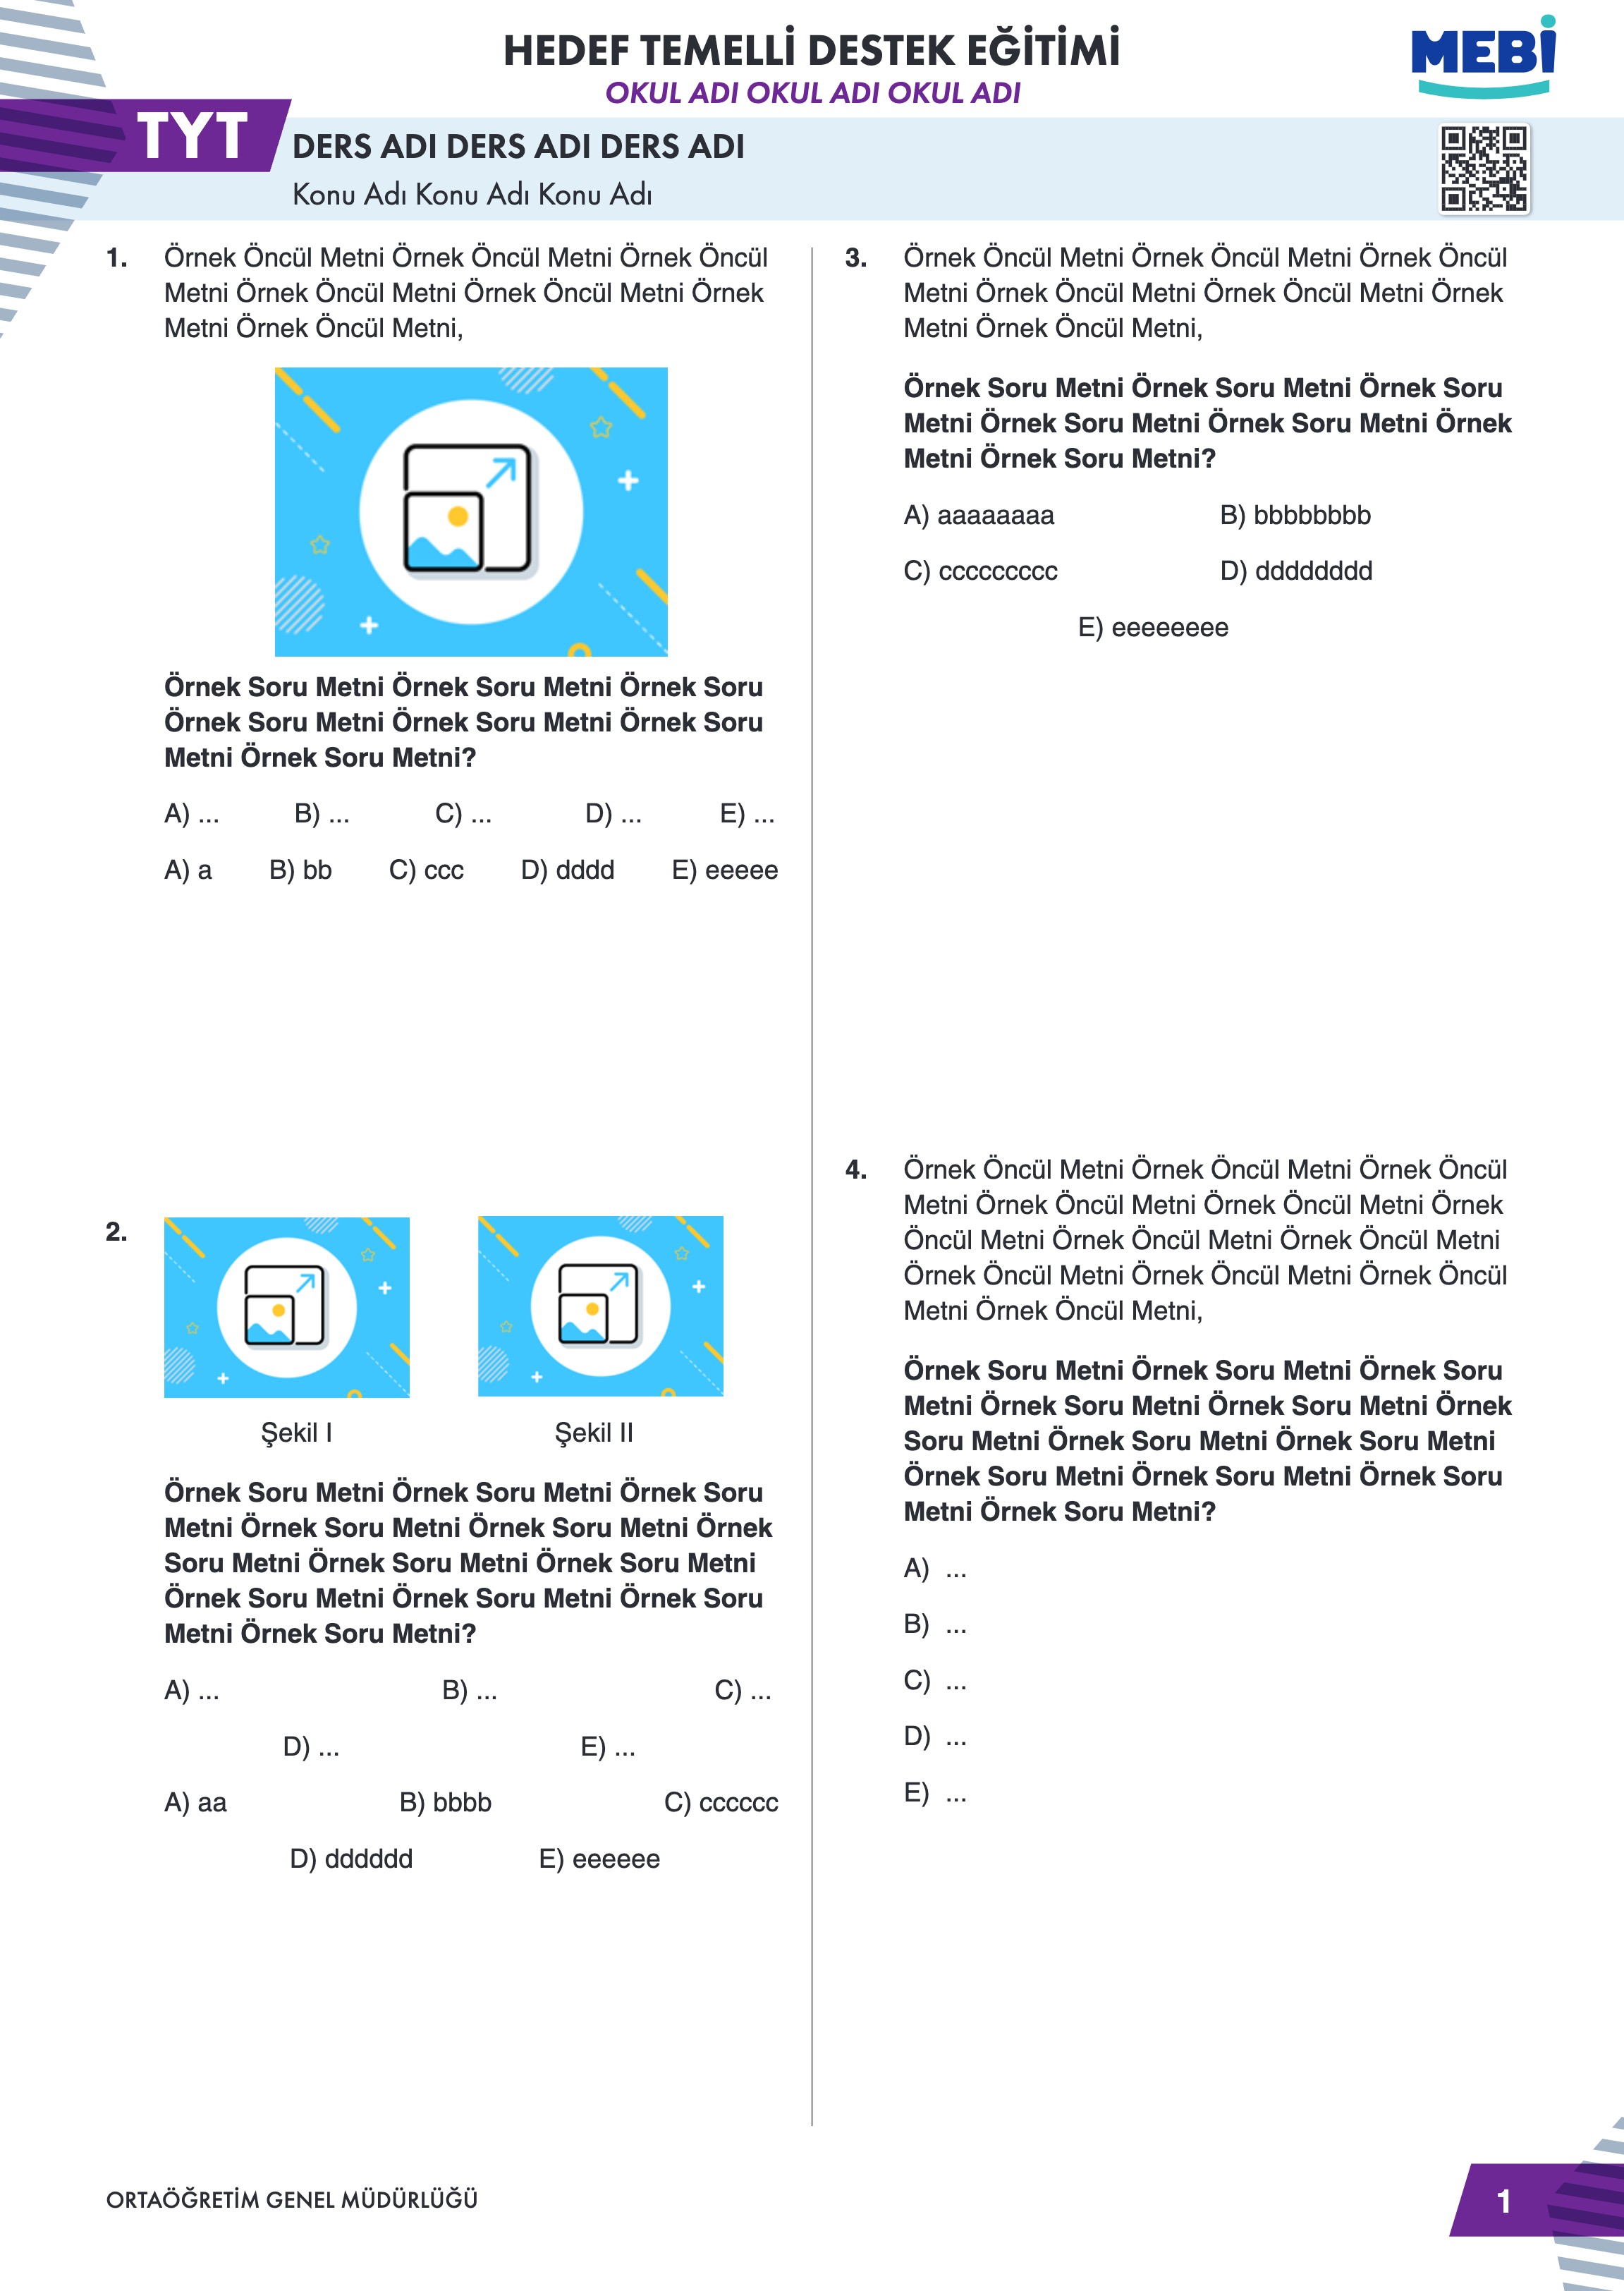 HEDEF TEMELLİ DESTEK EĞİTİMİ
OKUL ADI OKUL ADI OKUL ADI
MEBİ
TYT
DERS ADI DERS ADI DERS ADI
Konu Adı Konu Adı Konu Adı
1. Örnek Öncül Metni Örnek Öncül Metni Örnek Öncül
Metni Örnek Öncül Metni Örnek Öncül Metni Örnek
Metni Örnek Öncül Metni,
Örnek Soru Metni Örnek Soru Metni Örnek Soru
Örnek Soru Metni Örnek Soru Metni Örnek Soru
Metni Örnek Soru Metni?
A) ... B) ... C) ... D) ... E) ...
A) a B) bb C) ccc D) dddd E) eeeee
2.
Şekil I Şekil II
Örnek Soru Metni Örnek Soru Metni Örnek Soru
Metni Örnek Soru Metni Örnek Soru Metni Örnek
Soru Metni Örnek Soru Metni Örnek Soru Metni
Örnek Soru Metni Örnek Soru Metni Örnek Soru
Metni Örnek Soru Metni?
A) ... B) ... C) ...
D) ... E) ...
A) aa B) bbbb C) cccccc
D) dddddd E) eeeeee
3. Örnek Öncül Metni Örnek Öncül Metni Örnek Öncül
Metni Örnek Öncül Metni Örnek Öncül Metni Örnek
Metni Örnek Öncül Metni,
Örnek Soru Metni Örnek Soru Metni Örnek Soru
Metni Örnek Soru Metni Örnek Soru Metni Örnek
Metni Örnek Soru Metni?
A) aaaaaaaa B) bbbbbbbb
C) ccccccccc D) dddddddd
E) eeeeeeee
4. Örnek Öncül Metni Örnek Öncül Metni Örnek Öncül
Metni Örnek Öncül Metni Örnek Öncül Metni Örnek
Öncül Metni Örnek Öncül Metni Örnek Öncül Metni
Örnek Öncül Metni Örnek Öncül Metni Örnek Öncül
Metni Örnek Öncül Metni,
Örnek Soru Metni Örnek Soru Metni Örnek Soru
Metni Örnek Soru Metni Örnek Soru Metni Örnek
Soru Metni Örnek Soru Metni Örnek Soru Metni
Örnek Soru Metni Örnek Soru Metni Örnek Soru
Metni Örnek Soru Metni?
A) ...
B) ...
C) ...
D) ...
E) ...
ORTAÖĞRETİM GENEL MÜDÜRLÜĞÜ
1